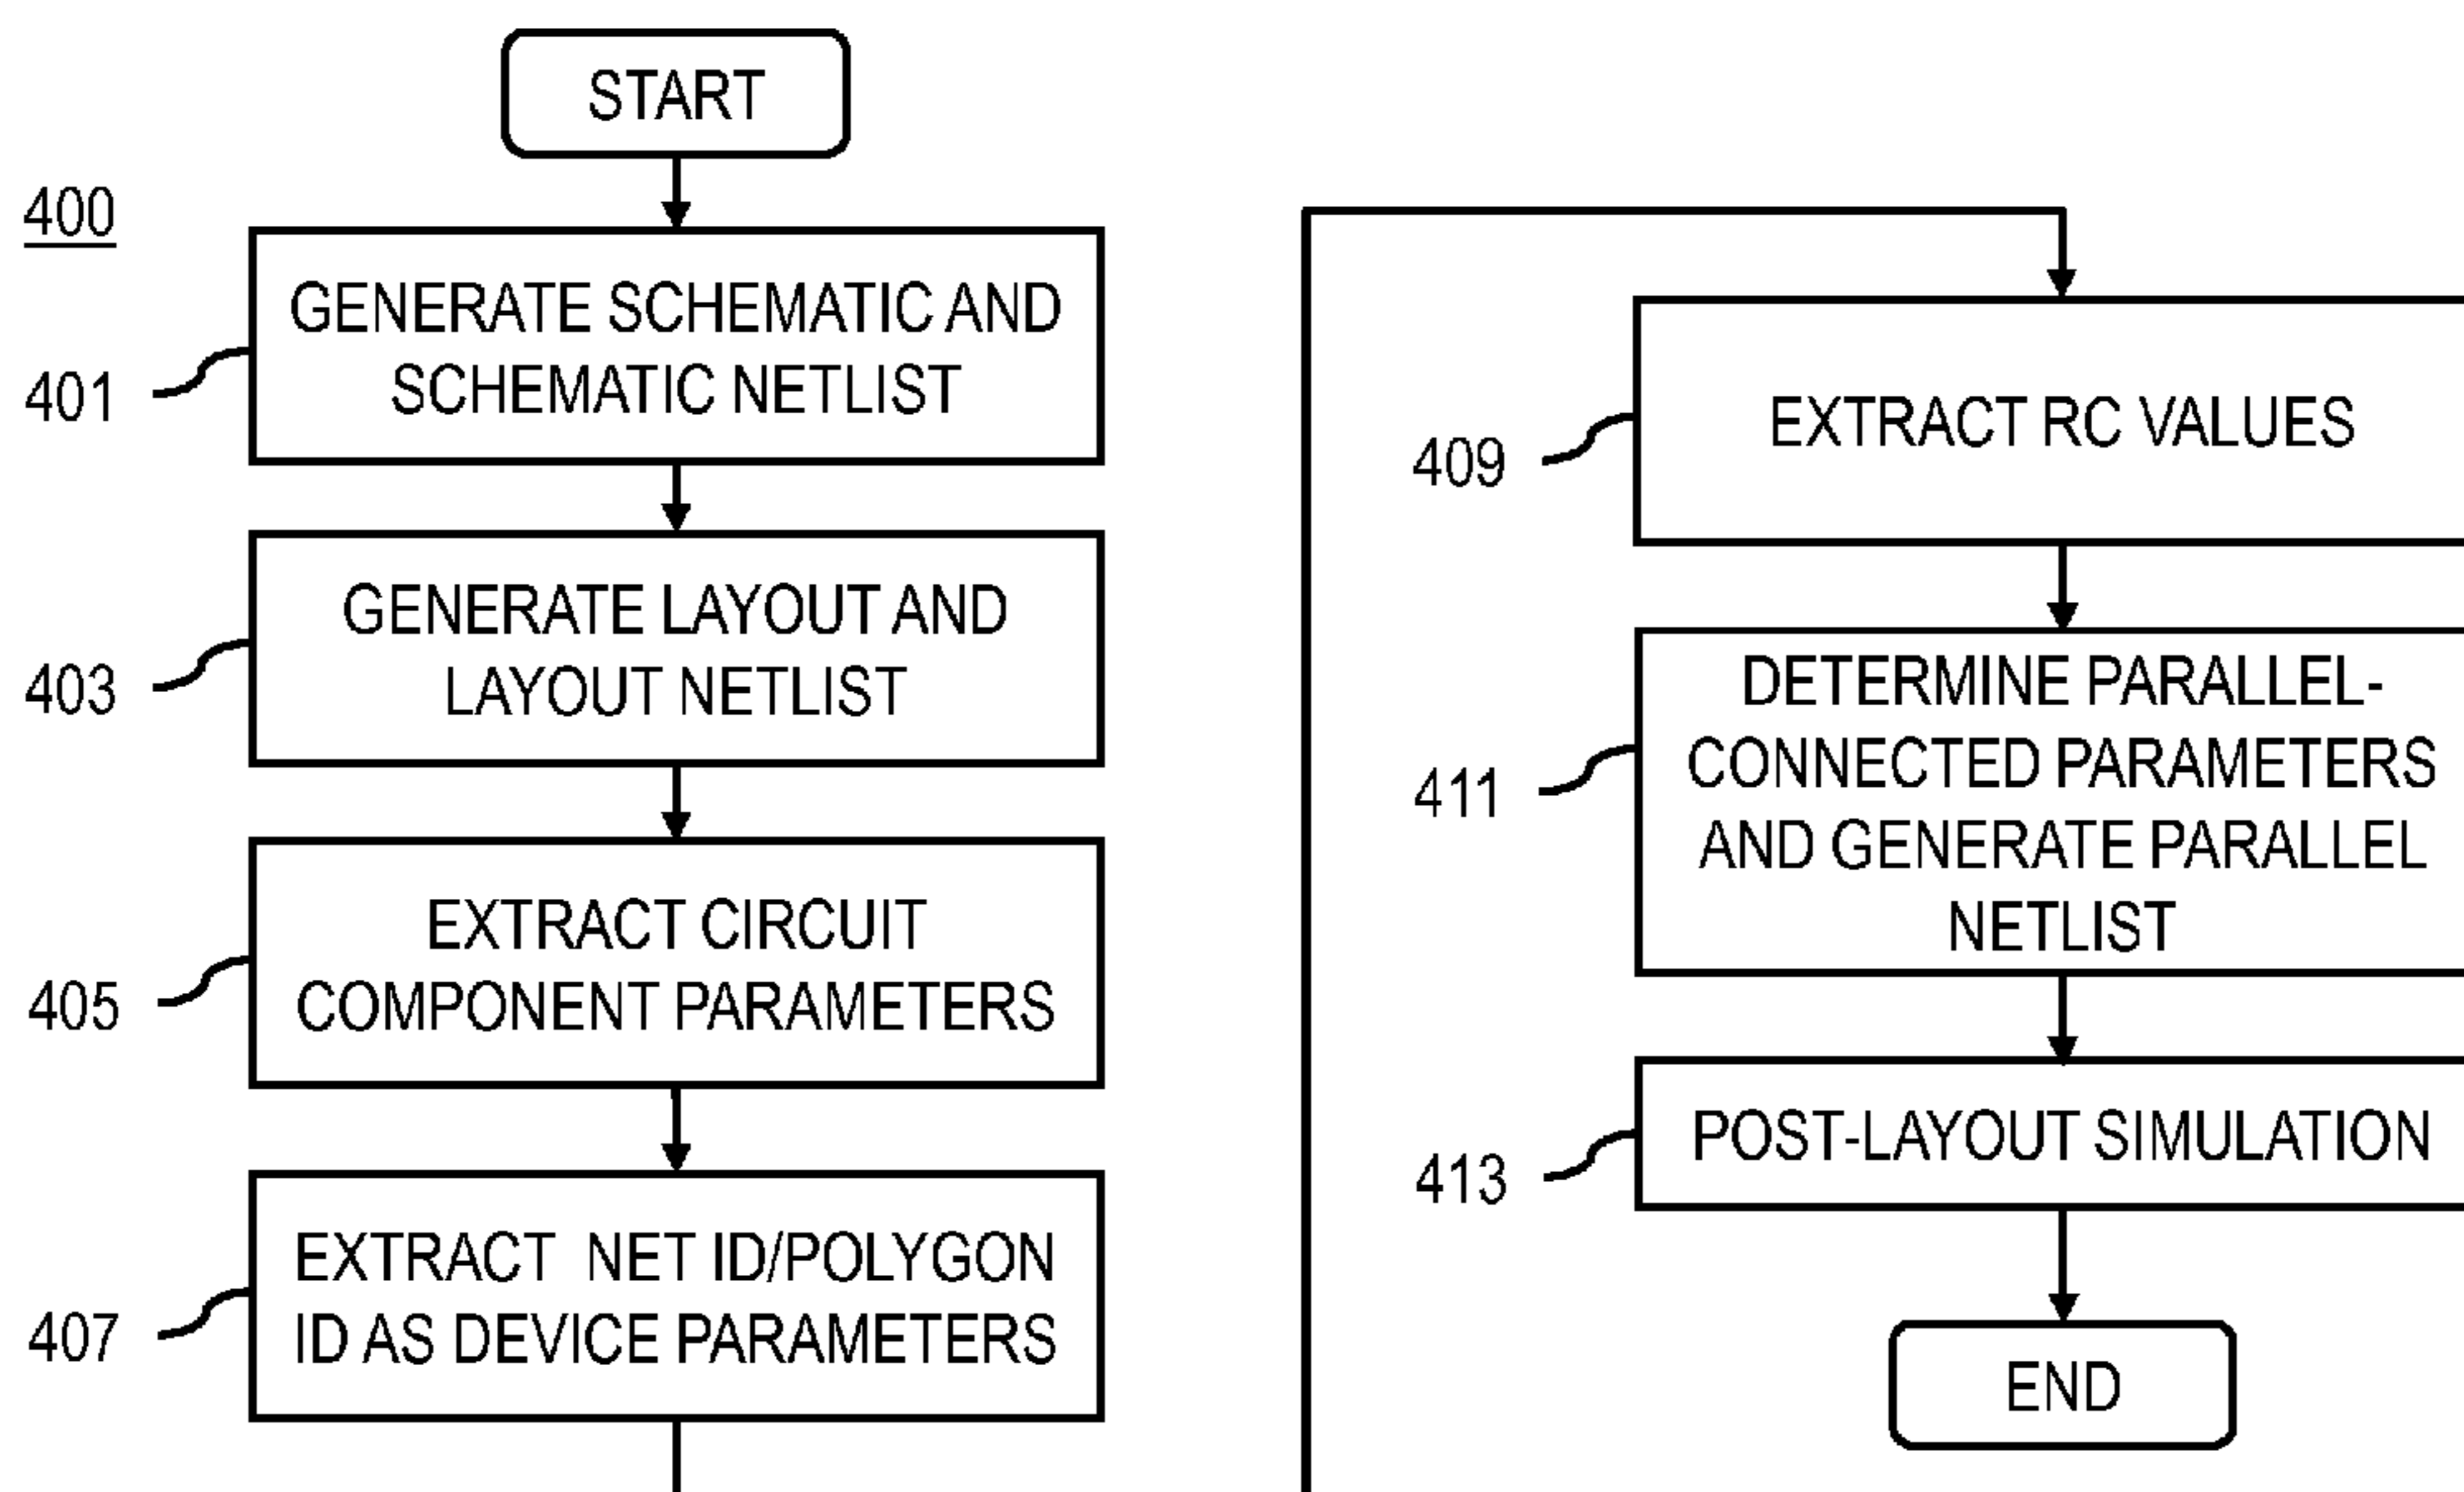 START
400
GENERATE SCHEMATIC AND
SCHEMATIC NETLIST
401
GENERATE LAYOUT AND
LAYOUT NETLIST
403
EXTRACT CIRCUIT
COMPONENT PARAMETERS
405
EXTRACT NET ID/POLYGON
ID AS DEVICE PARAMETERS
407
EXTRACT RC VALUES
409
DETERMINE PARALLEL-
CONNECTED PARAMETERS
AND GENERATE PARALLEL
NETLIST
411
POST-LAYOUT SIMULATION
413
END